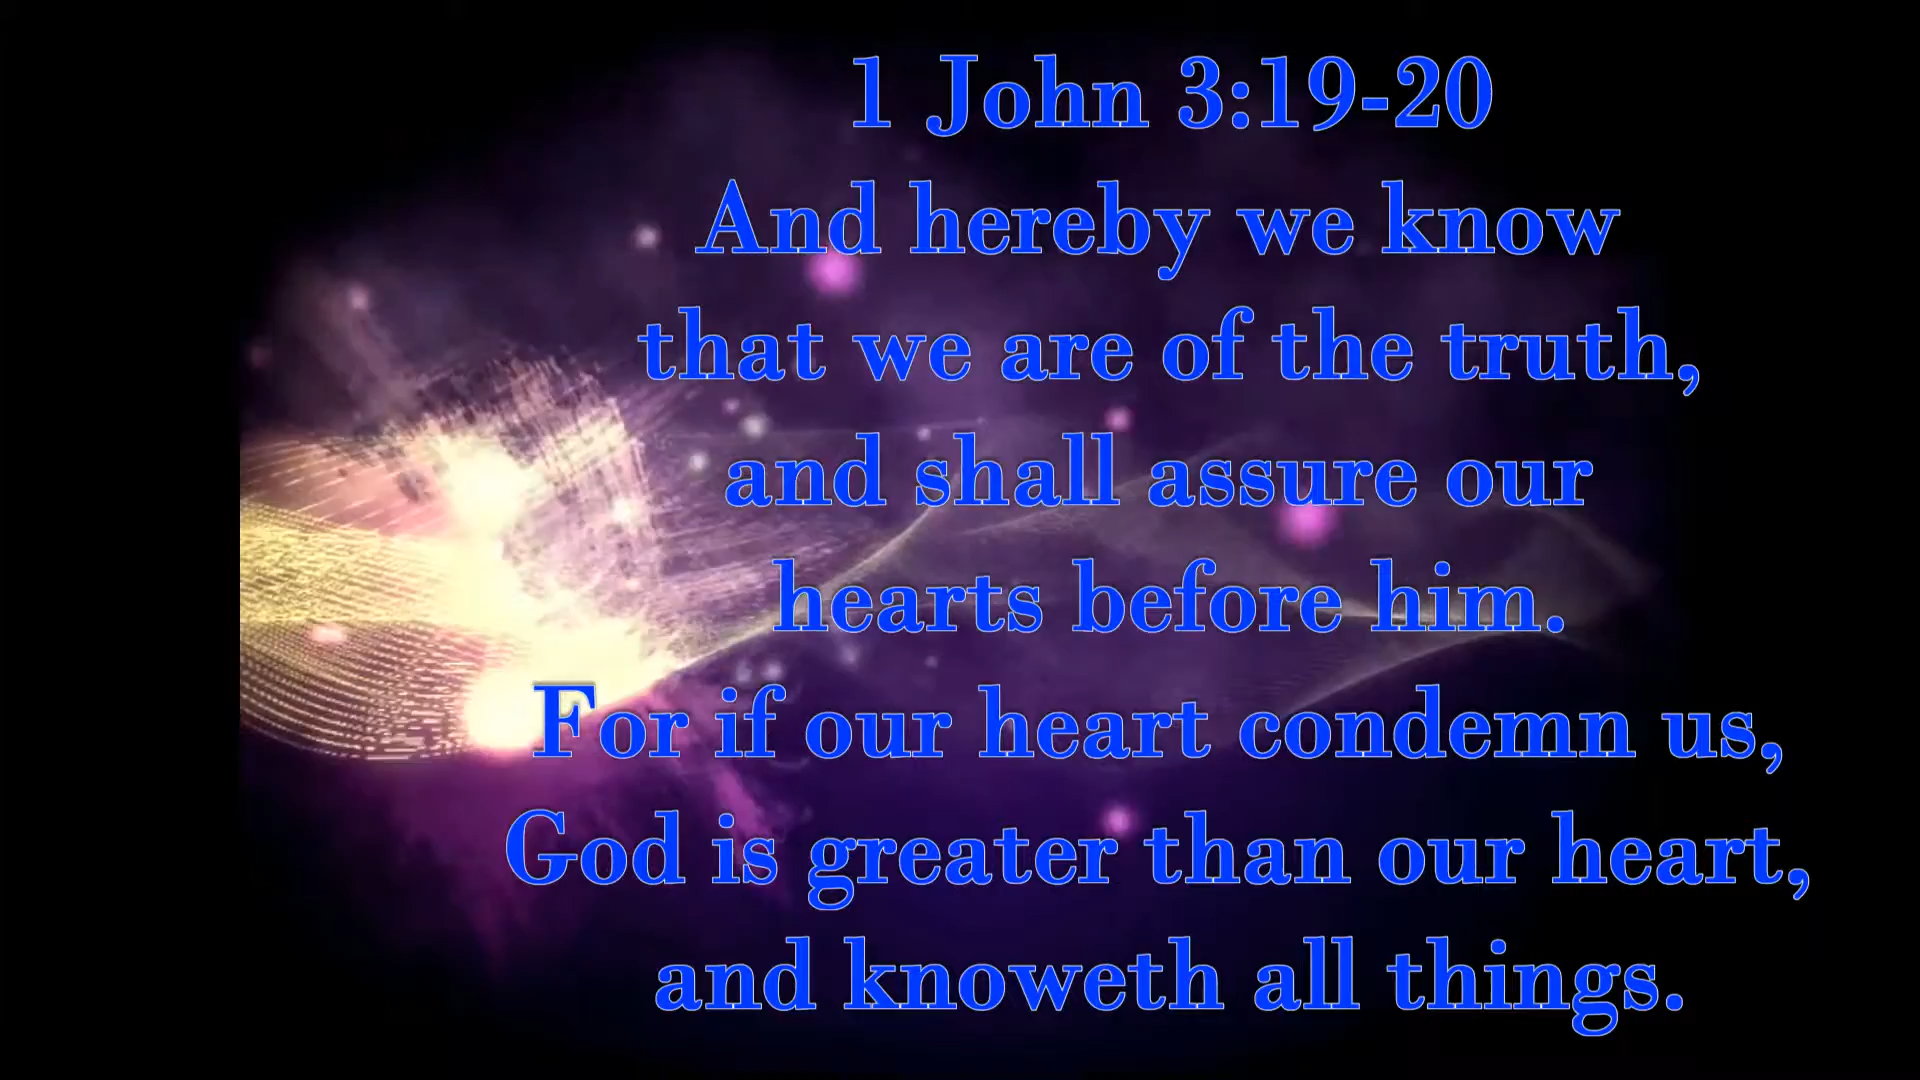 1 John 3:19-20
And hereby we know
that we are of the truth,
and shall assure our
hearts before him.
For if our heart condemn us,
God is greater than our heart,
and knoweth all things.